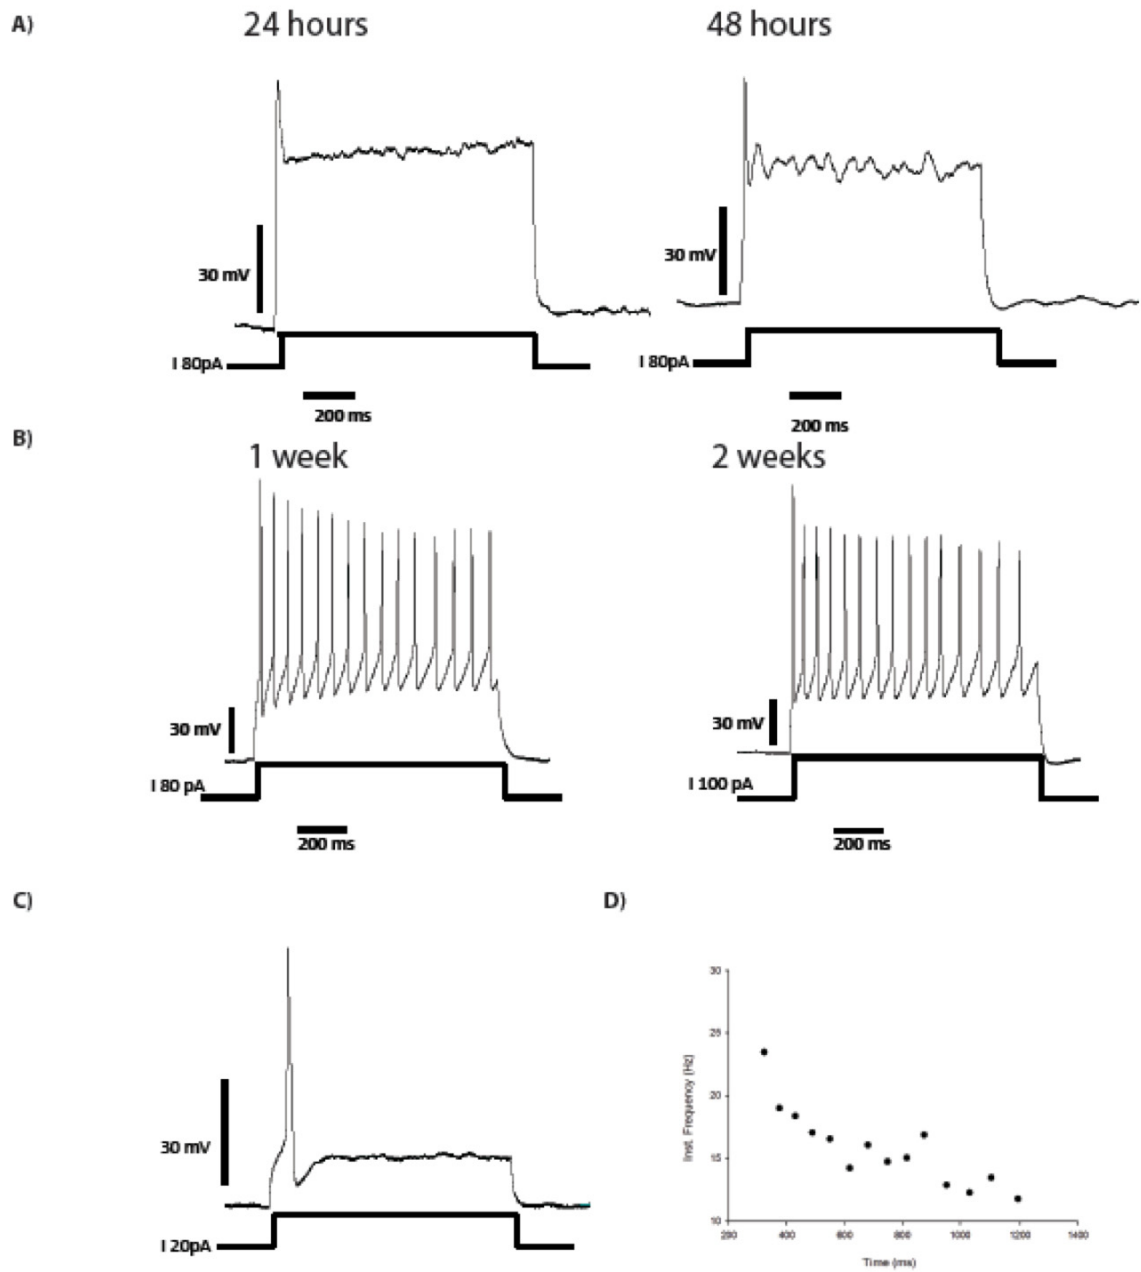 A)
24 hours
48 hours
30 mV
30 mV
I 80pA
I 80pA
200 ms
200 ms
B)
1 week
2 weeks
30 mV
30 mV
I 80 pA
I 100 pA
200 ms
200 ms
C)
D)
30 mV
I 20pA
30
25
20
15
10
Inst. Frequency (Hz)
200 400 600 800 1000 1200 1400
Time (ms)